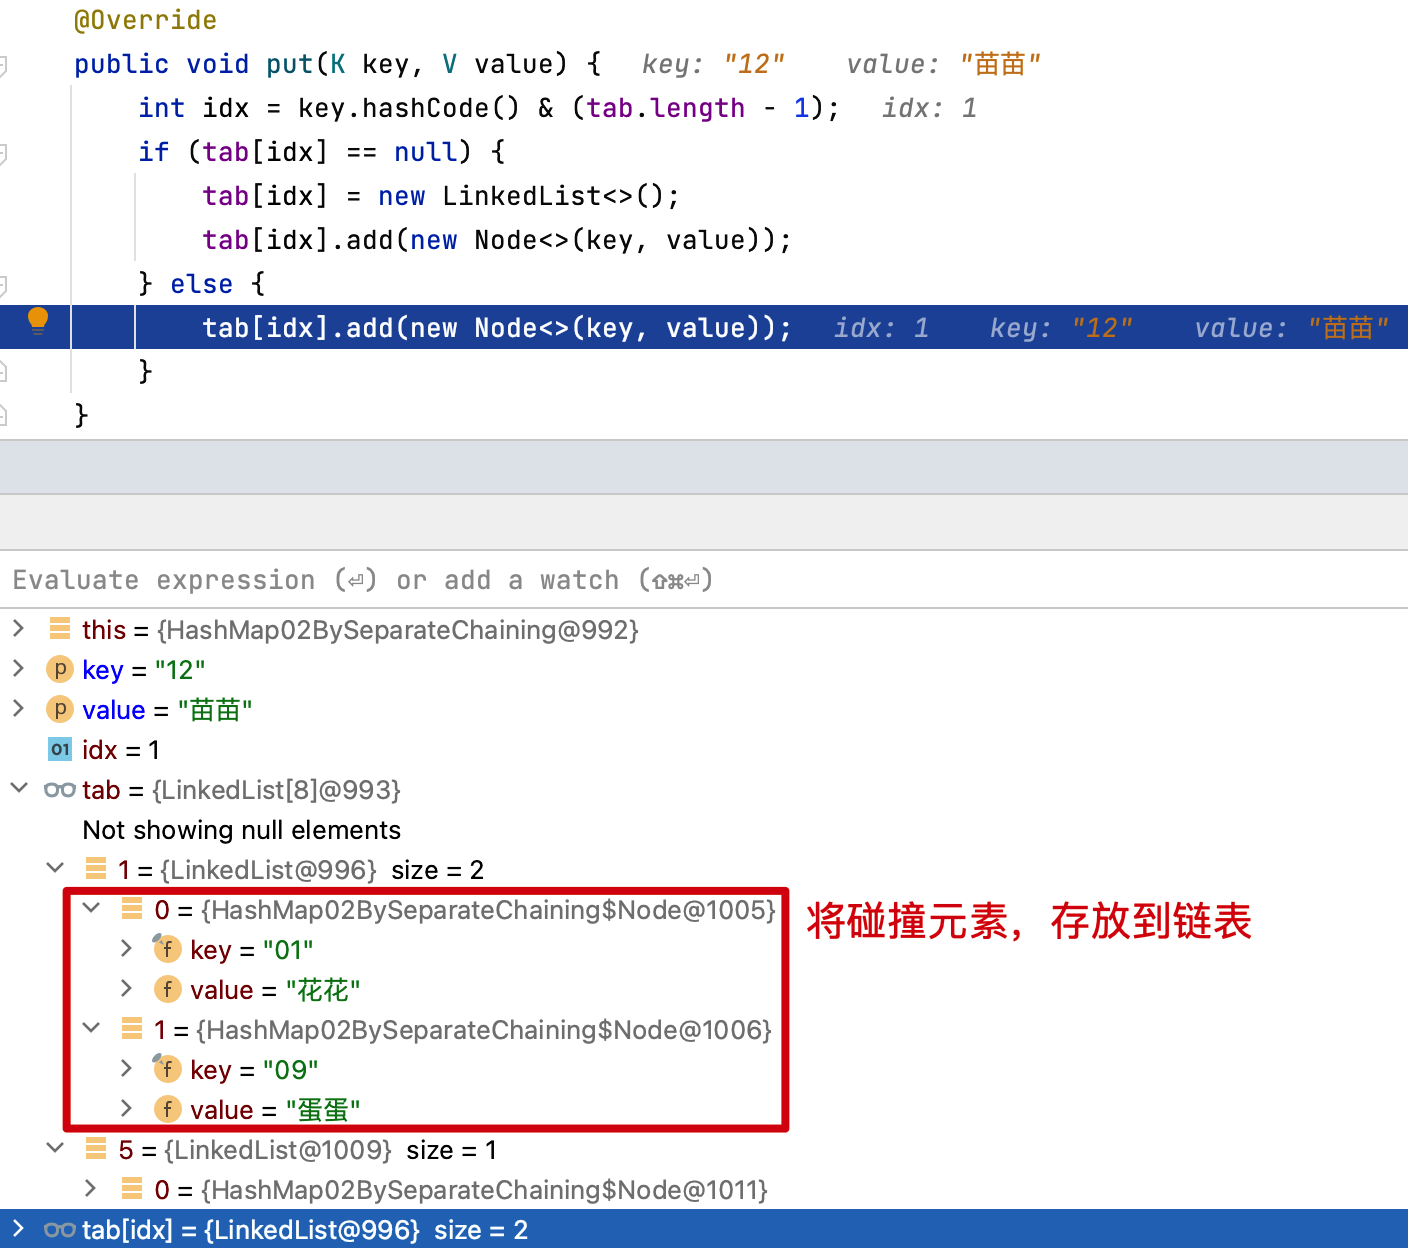 @Override
public void put(K key, V value) {   key: "12"    value: "苗苗"
    int idx = key.hashCode() & (tab.length - 1);   idx: 1
    if (tab[idx] == null) {
        tab[idx] = new LinkedList<>();
        tab[idx].add(new Node<>(key, value));
    } else {
        tab[idx].add(new Node<>(key, value));   idx: 1    key: "12"    value: "苗苗"
    }
}
Evaluate expression (⏎) or add a watch (⇧⌘⏎)
this = {HashMap02BySeparateChaining@992}
p key = "12"
p value = "苗苗"
01 idx = 1
tab = {LinkedList[8]@993}
Not showing null elements
1 = {LinkedList@996} size = 2
0 = {HashMap02BySeparateChaining$Node@1005}
将碰撞元素，存放到链表
f key = "01"
f value = "花花"
1 = {HashMap02BySeparateChaining$Node@1006}
f key = "09"
f value = "蛋蛋"
5 = {LinkedList@1009} size = 1
0 = {HashMap02BySeparateChaining$Node@1011}
tab[idx] = {LinkedList@996} size = 2